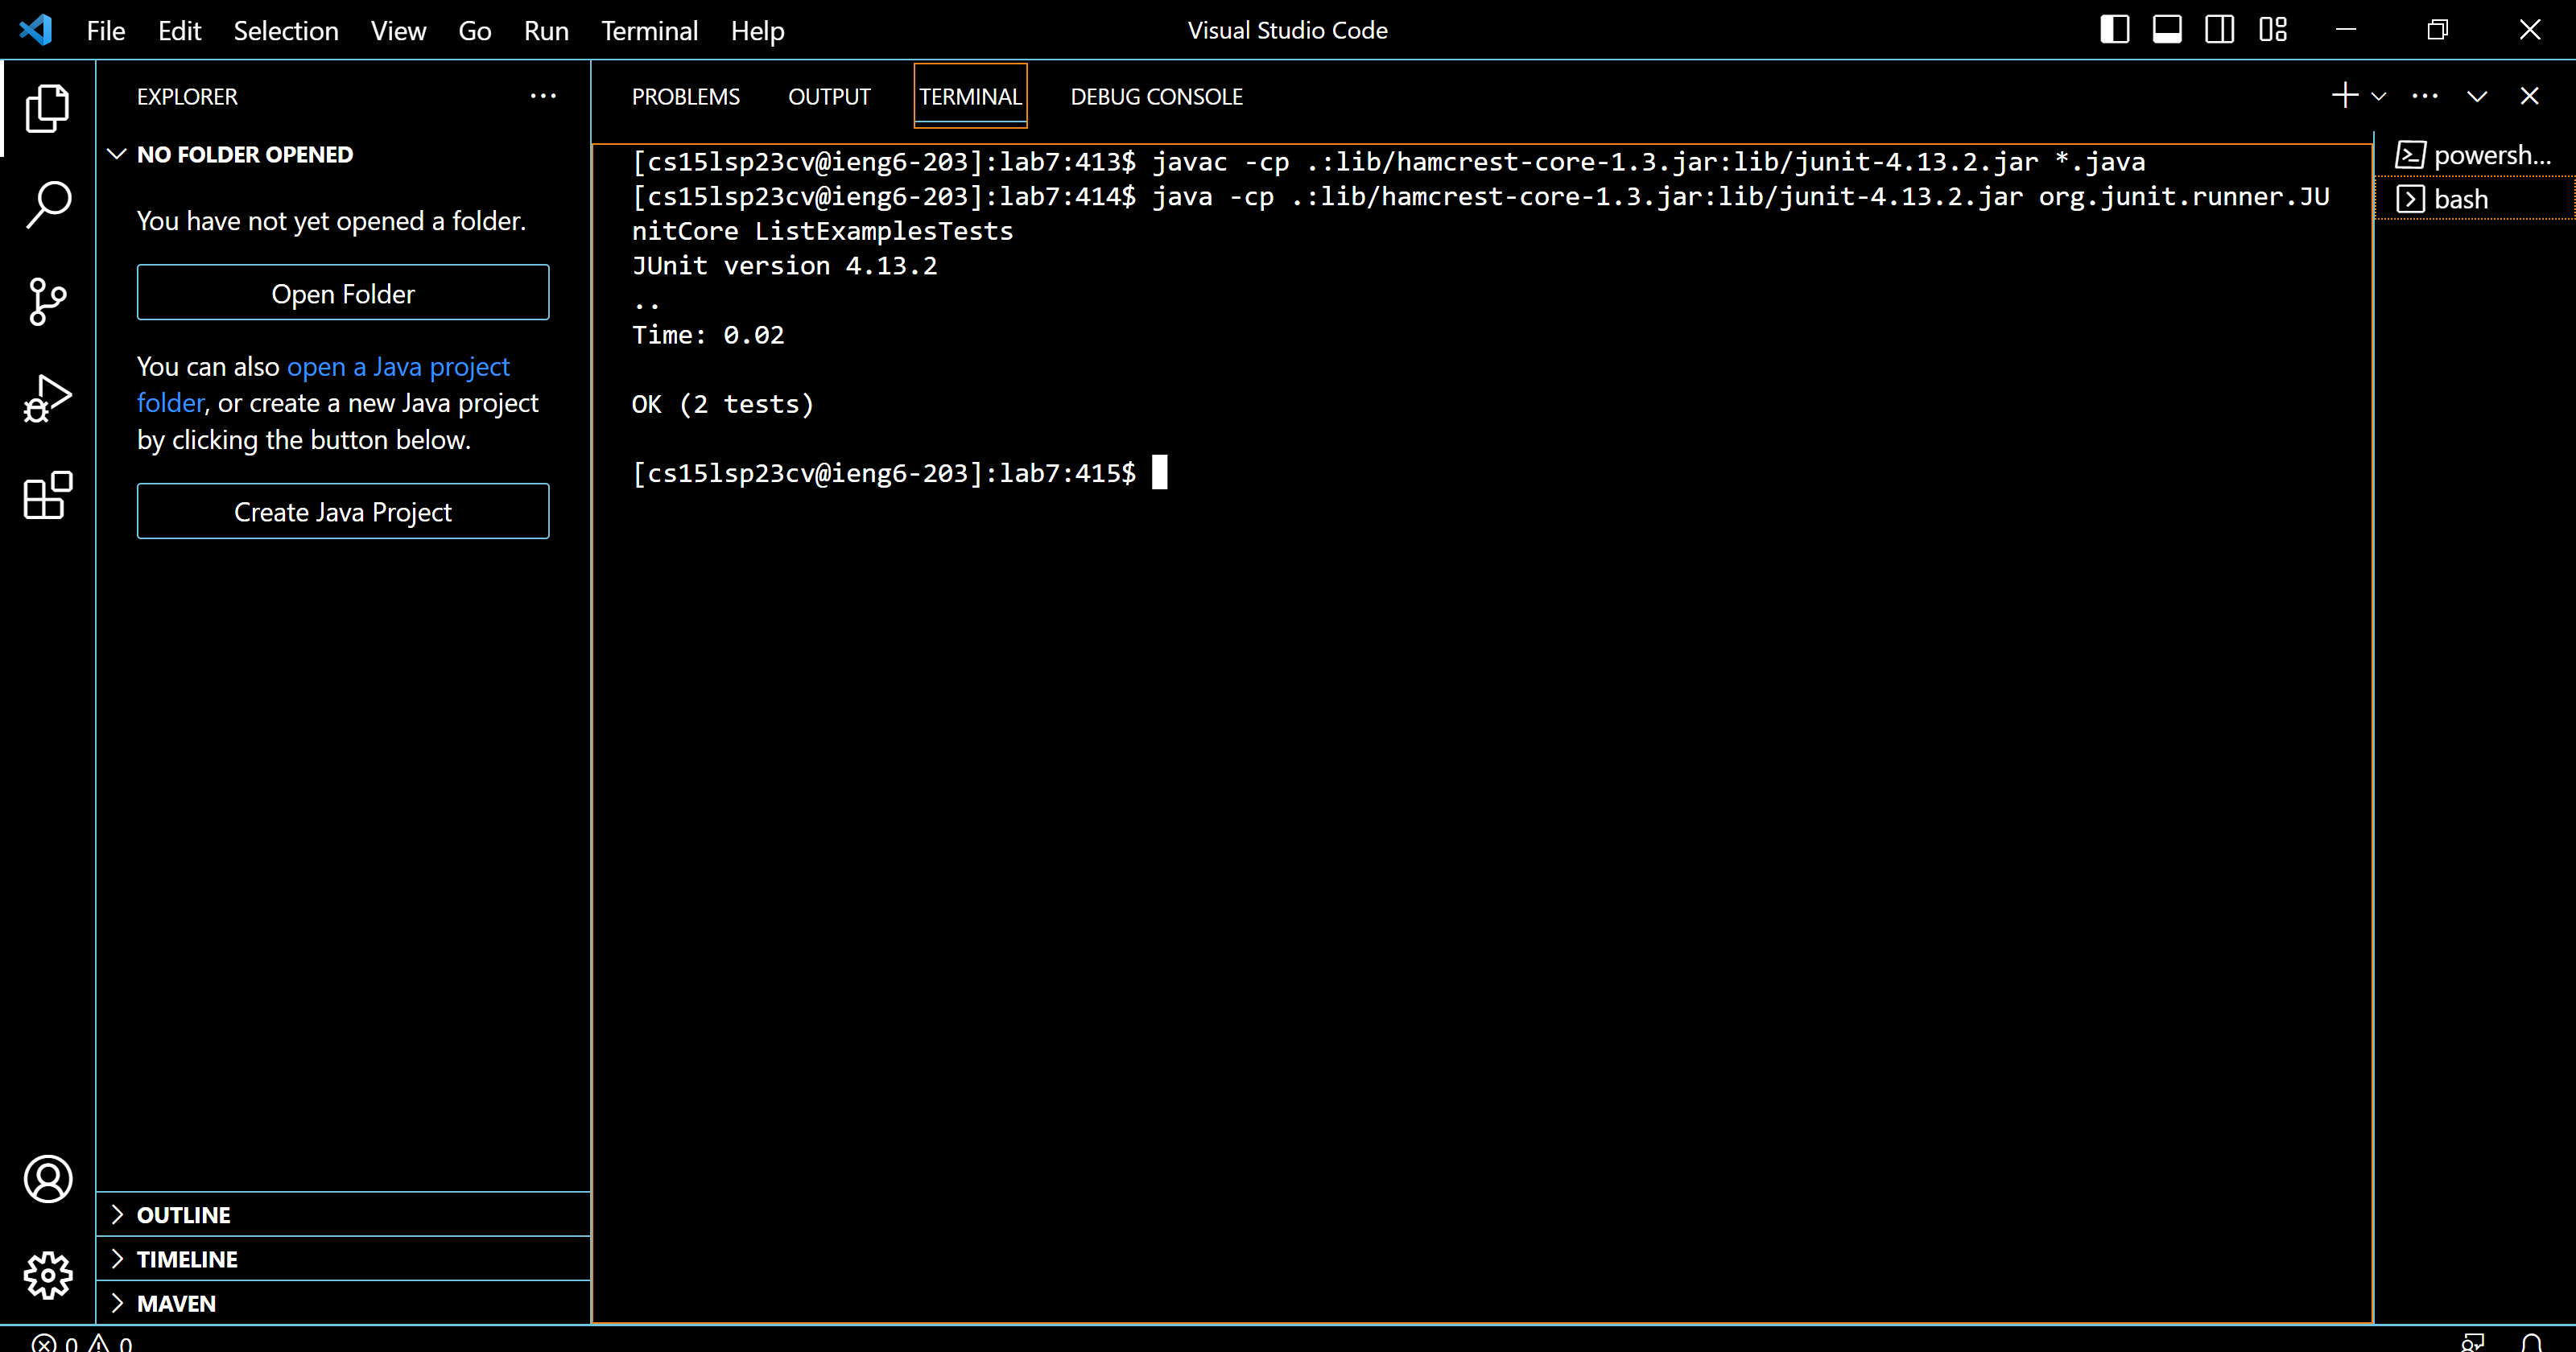 File Edit Selection View Go Run Terminal Help
Visual Studio Code
EXPLORER
NO FOLDER OPENED
You have not yet opened a folder.
Open Folder
You can also open a Java project
folder, or create a new Java project
by clicking the button below.
Create Java Project
OUTLINE
TIMELINE
MAVEN
PROBLEMS OUTPUT TERMINAL DEBUG CONSOLE
[cs15lsp23cv@ieng6-203]:lab7:413$ javac -cp .:lib/hamcrest-core-1.3.jar:lib/junit-4.13.2.jar *.java
[cs15lsp23cv@ieng6-203]:lab7:414$ java -cp .:lib/hamcrest-core-1.3.jar:lib/junit-4.13.2.jar org.junit.runner.JU
nitCore ListExamplesTests
JUnit version 4.13.2
..
Time: 0.02
OK (2 tests)
[cs15lsp23cv@ieng6-203]:lab7:415$
powersh...
bash
0 0